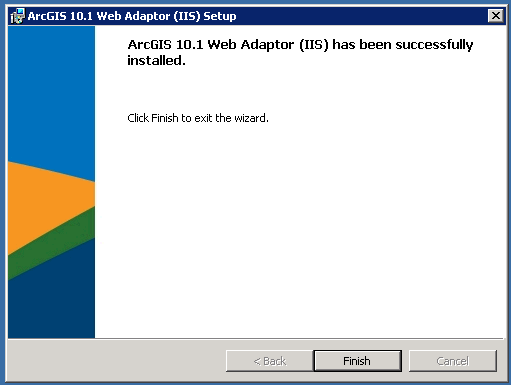 ArcGIS 10.1 Web Adaptor (IIS) Setup
ArcGIS 10.1 Web Adaptor (IIS) has been successfully
installed.
Click Finish to exit the wizard.
< Back
Finish
Cancel